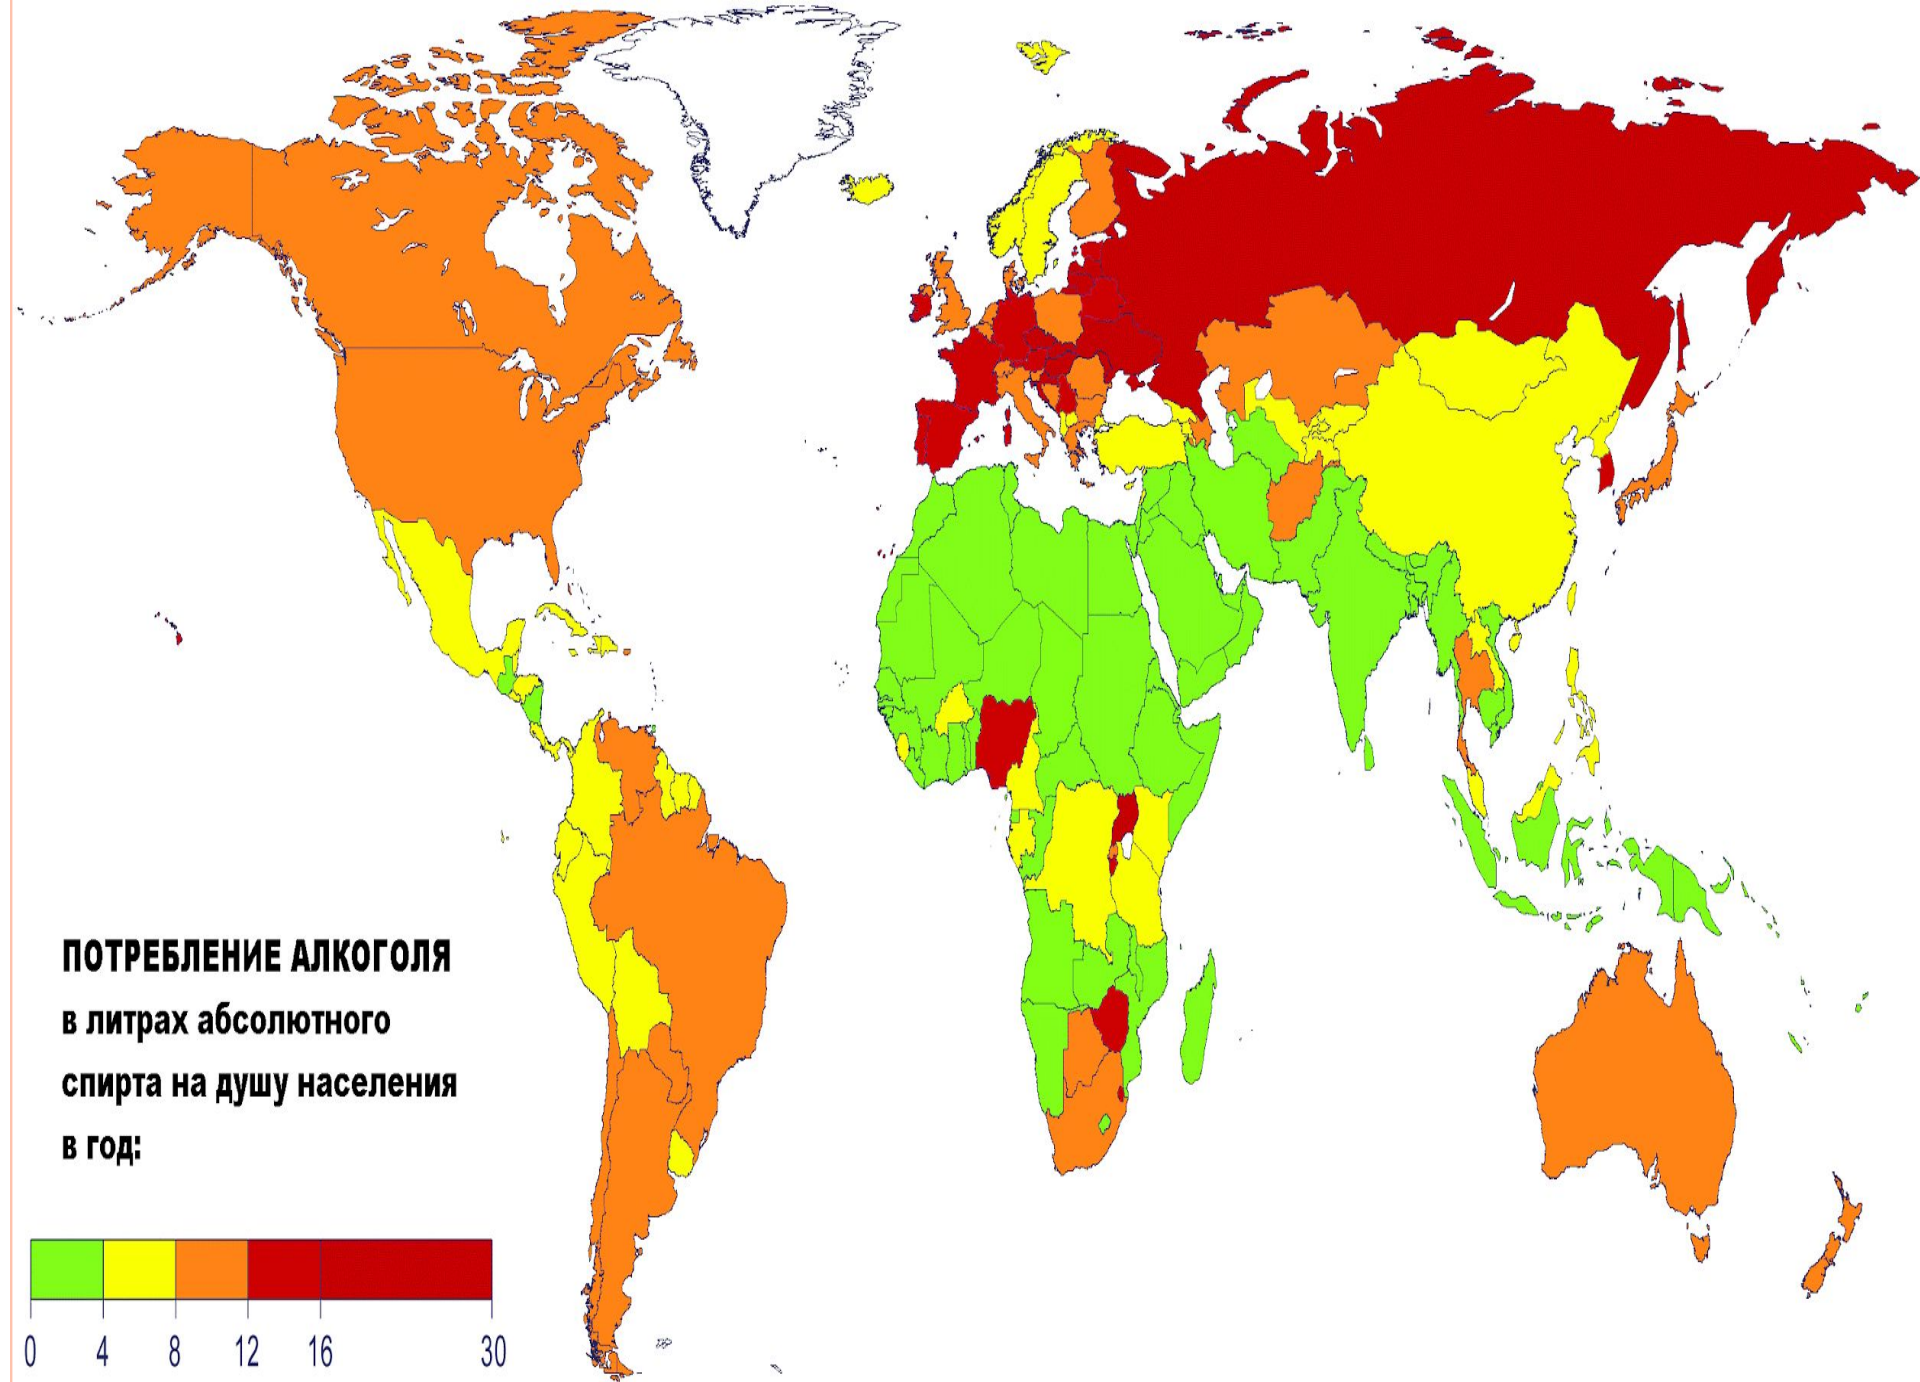 ПОТРЕБЛЕНИЕ АЛКОГОЛЯ
в литрах абсолютного
спирта на душу населения
в год:
0 4 8 12 16 30